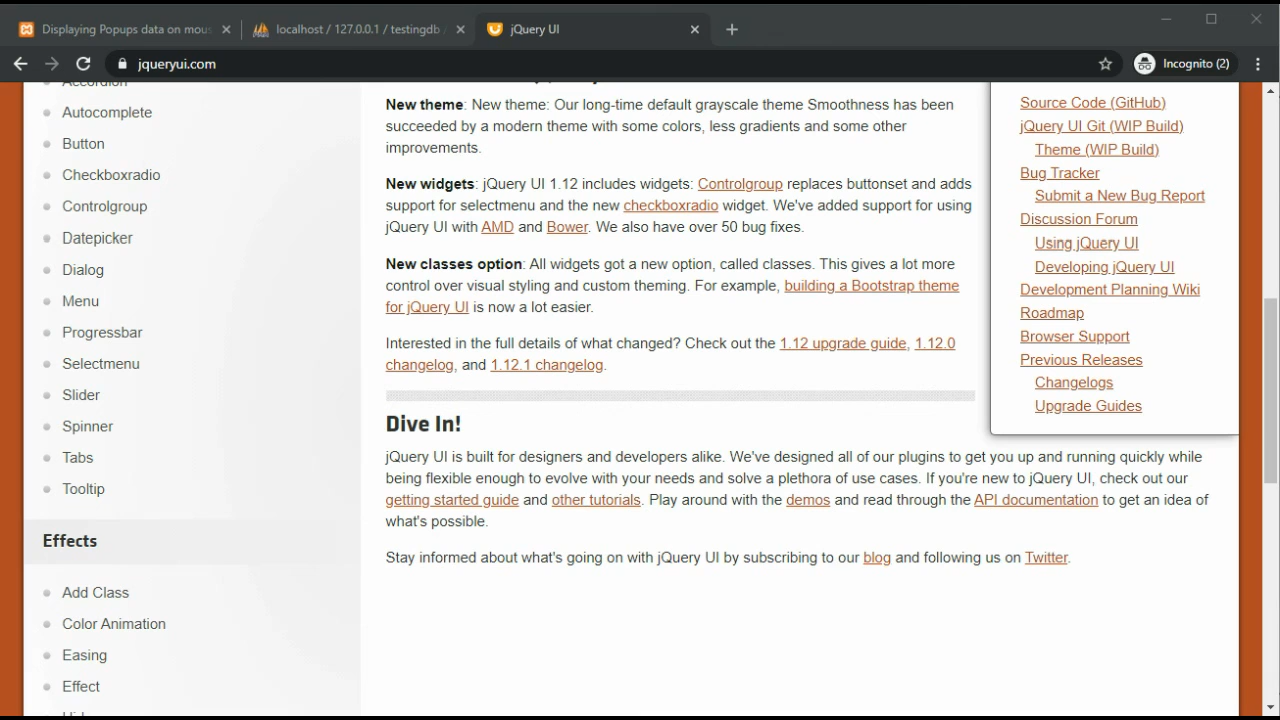 Displaying Popups data on mous
localhost / 127.0.0.1 / testingdb
jQuery UI
jqueryui.com
Incognito (2)
Accordion
Autocomplete
Button
Checkboxradio
Controlgroup
Datepicker
Dialog
Menu
Progressbar
Selectmenu
Slider
Spinner
Tabs
Tooltip
Effects
Add Class
Color Animation
Easing
Effect
New theme: New theme: Our long-time default grayscale theme Smoothness has been
succeeded by a modern theme with some colors, less gradients and some other
improvements.
New widgets: jQuery UI 1.12 includes widgets: Controlgroup replaces buttonset and adds
support for selectmenu and the new checkboxradio widget. We've added support for using
jQuery UI with AMD and Bower. We also have over 50 bug fixes.
New classes option: All widgets got a new option, called classes. This gives a lot more
control over visual styling and custom theming. For example, building a Bootstrap theme
for jQuery UI is now a lot easier.
Interested in the full details of what changed? Check out the 1.12 upgrade guide, 1.12.0
changelog, and 1.12.1 changelog.
Dive In!
jQuery UI is built for designers and developers alike. We've designed all of our plugins to get you up and running quickly while
being flexible enough to evolve with your needs and solve a plethora of use cases. If you're new to jQuery UI, check out our
getting started guide and other tutorials. Play around with the demos and read through the API documentation to get an idea of
what's possible.
Stay informed about what's going on with jQuery UI by subscribing to our blog and following us on Twitter.
Source Code (GitHub)
jQuery UI Git (WIP Build)
Theme (WIP Build)
Bug Tracker
Submit a New Bug Report
Discussion Forum
Using jQuery UI
Developing jQuery UI
Development Planning Wiki
Roadmap
Browser Support
Previous Releases
Changelogs
Upgrade Guides